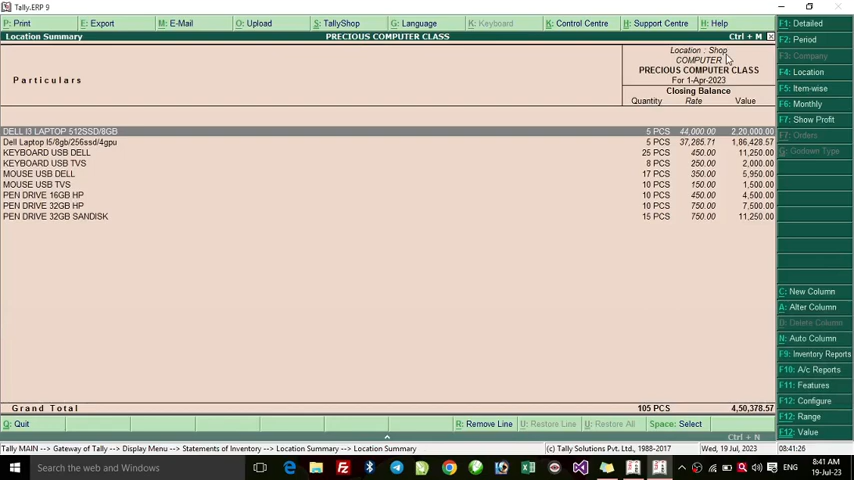 Tally.ERP 9
P: Print E: Export M: E-Mail O: Upload S: TallyShop G: Language K: Keyboard K: Control Centre H: Support Centre H: Help
Location Summary PRECIOUS COMPUTER CLASS Ctrl + M
Location : Shop
COMPUTER
Particulars PRECIOUS COMPUTER CLASS
For 1-Apr-2023
Closing Balance
Quantity Rate Value
DELL I3 LAPTOP 512SSD/8GB 5 PCS 44,000.00 2,20,000.00
Dell Laptop I5/8gb/256ssd/4gpu 5 PCS 37,285.71 1,86,428.57
KEYBOARD USB DELL 25 PCS 450.00 11,250.00
KEYBOARD USB TVS 8 PCS 250.00 2,000.00
MOUSE USB DELL 17 PCS 350.00 5,950.00
MOUSE USB TVS 10 PCS 150.00 1,500.00
PEN DRIVE 16GB HP 10 PCS 450.00 4,500.00
PEN DRIVE 32GB HP 10 PCS 750.00 7,500.00
PEN DRIVE 32GB SANDISK 15 PCS 750.00 11,250.00
Grand Total 105 PCS 4,50,378.57
F1: Detailed
F2: Period
F3: Company
F4: Location
F5: Item-wise
F6: Monthly
F7: Show Profit
F7: Orders
G: Godown Type
C: New Column
A: Alter Column
D: Delete Column
N: Auto Column
F9: Inventory Reports
F10: A/c Reports
F11: Features
F12: Configure
F12: Range
F12: Value
Q: Quit R: Remove Line U: Restore Line U: Restore All Space: Select
Ctrl + N
Tally MAIN --> Gateway of Tally --> Display Menu --> Statements of Inventory --> Location Summary --> Location Summary (c) Tally Solutions Pvt. Ltd., 1988-2017 Wed, 19 Jul, 2023 08:41:26
Search the web and Windows ENG 8:41 AM
19-Jul-23